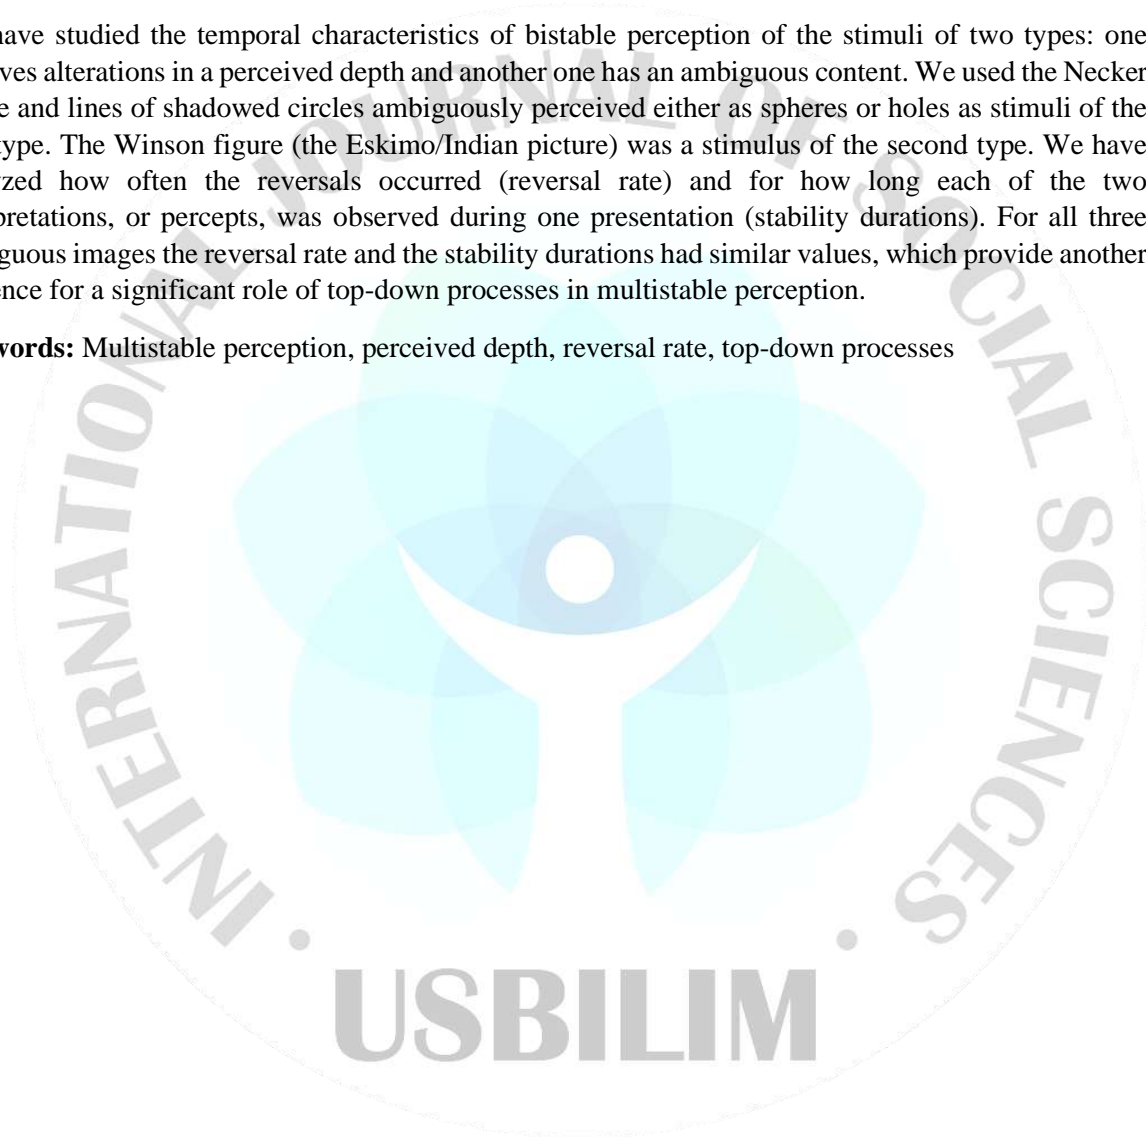 have studied the temporal characteristics of bistable perception of the stimuli of two types: one
ves alterations in a perceived depth and another one has an ambiguous content. We used the Necker
e and lines of shadowed circles ambiguously perceived either as spheres or holes as stimuli of the
type. The Winson figure (the Eskimo/Indian picture) was a stimulus of the second type. We have
yzed how often the reversals occurred (reversal rate) and for how long each of the two
pretations, or percepts, was observed during one presentation (stability durations). For all three
guous images the reversal rate and the stability durations had similar values, which provide another
ence for a significant role of top-down processes in multistable perception.
words: Multistable perception, perceived depth, reversal rate, top-down processes
INTERNATIONAL JOURNAL OF SOCIAL SCIENCES
• USBILIM •